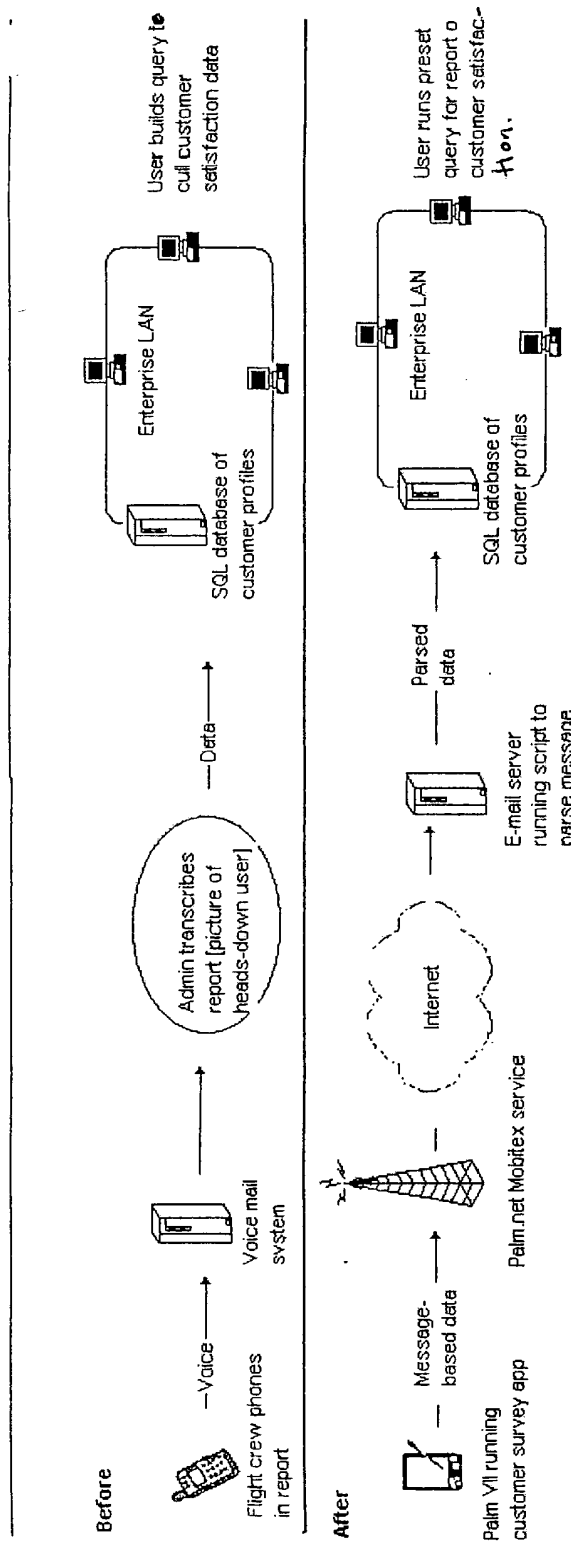 Before
Flight crew phones
in report
Voice
Voice mail
system
Admin transcribes
report [picture of
heads-down user]
Data
SQL database of
customer profiles
Enterprise LAN
User builds query to
cull customer
satisfaction data
After
Palm VII running
customer survey app
Message-
based data
Palm.net Mobitex service
Internet
E-mail server
running script to
parse message
Parsed
data
SQL database of
customer profiles
Enterprise LAN
User runs preset
query for report o
customer satisfac-
tion.